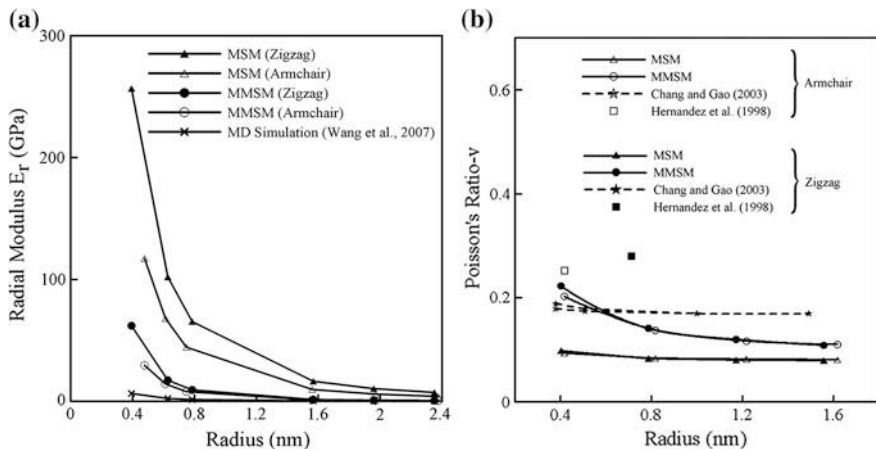 (a)
300
200
100
0
Radial Modulus Er (GPa)
MSM (Zigzag)
MSM (Armchair)
MMSM (Zigzag)
MMSM (Armchair)
MD Simulation (Wang et al., 2007)
0 0.4 0.8 1.2 1.6 2 2.4
Radius (nm)
(b)
0.6
0.4
0.2
0
Poisson's Ratio-v
MSM
MMSM
Chang and Gao (2003)
Hernandez et al. (1998)
Armchair
MSM
MMSM
Chang and Gao (2003)
Hernandez et al. (1998)
Zigzag
0.4 0.8 1.2 1.6
Radius (nm)